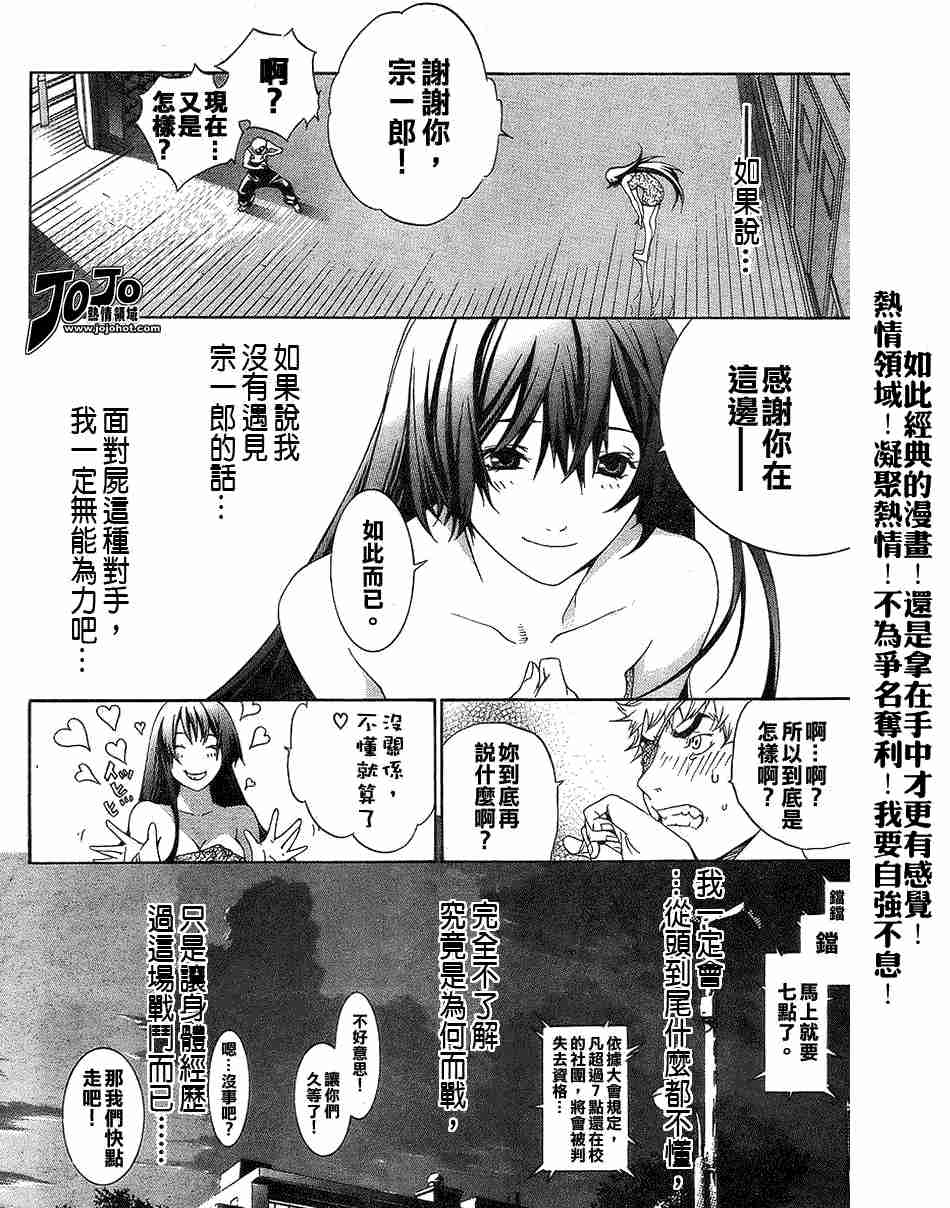 ——如果說…
謝謝你，
宗一郎！
啊？
現在…
又是
怎樣？
JOJO
熱情領域
www.jojohot.com
感謝你在
這邊——
如此而已。
如果說我
沒有遇見
宗一郎的話…
面對屍這種對手，
我一定無能為力吧…
啊…啊？
所以到底是
怎樣啊？
妳到底再
說什麼啊？
沒關係，
不懂就算了
♡
鐺鐺
鐺
馬上就要
七點了。
我一定會
…從頭到尾什麼都不懂，
依據大會規定，
凡超過7點還在校
的社團，將會被判
失去資格…
完全不了解
究竟是為何而戰，
不好意思！
讓你們
久等了！
只是讓身體經歷
過這場戰鬥而已……
嗯…沒事吧？
那我們快點
走吧！
如此經典的漫畫！還是拿在手中才更有感覺！
熱情領域！凝聚熱情！不為爭名奪利！我要自強不息！